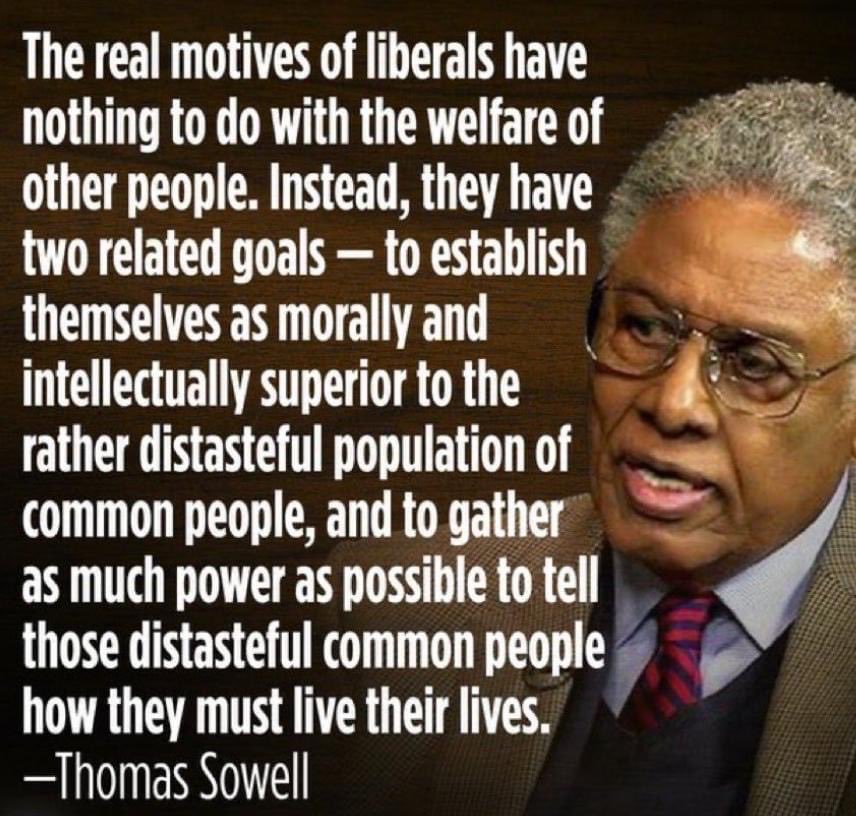 The real motives of liberals have
nothing to do with the welfare of
other people. Instead, they have
two related goals — to establish
themselves as morally and
intellectually superior to the
rather distasteful population of
common people, and to gather
as much power as possible to tell
those distasteful common people
how they must live their lives.
—Thomas Sowell